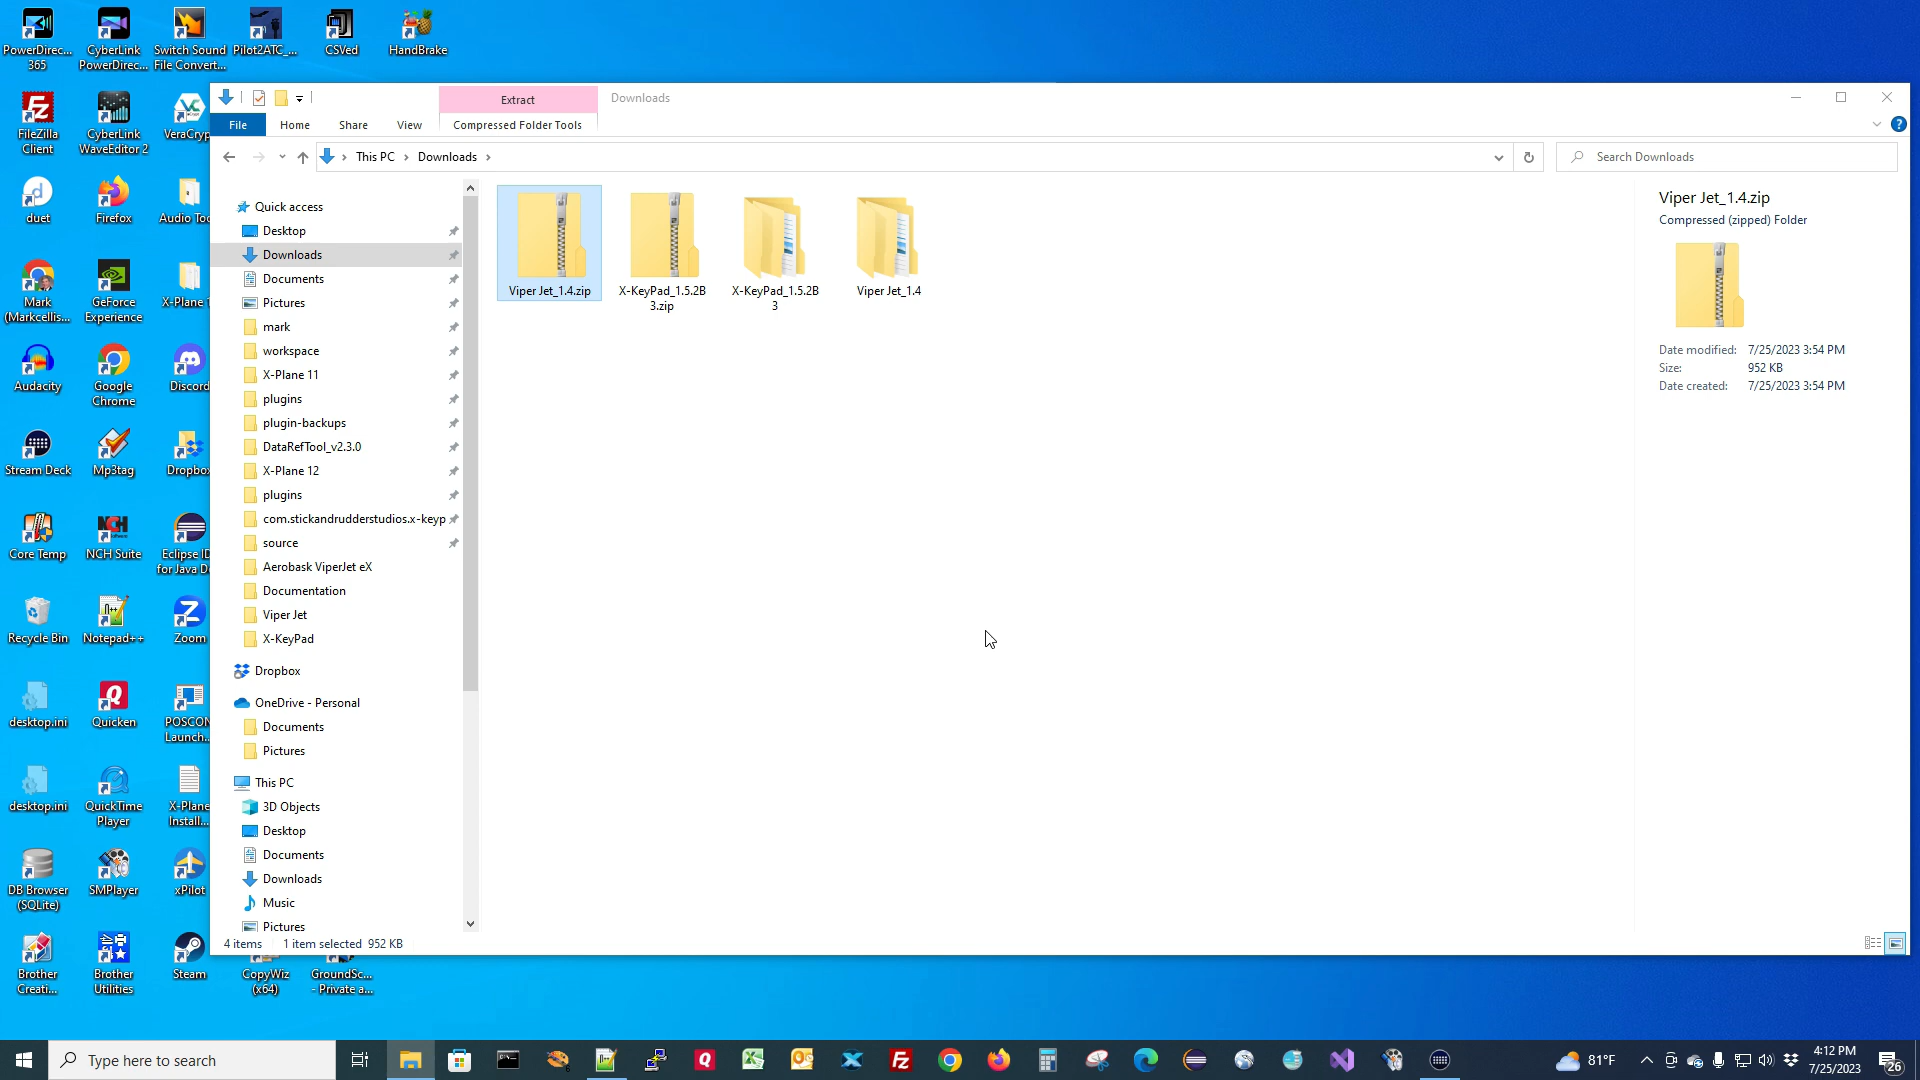 PowerDirec...
365
CyberLink
PowerDirec...
Switch Sound
File Convert...
Pilot2ATC_...
CSVed
HandBrake
FileZilla
Client
CyberLink
WaveEditor 2
VeraCryp
duet
Firefox
Audio Too
Mark
(Markcellis...
GeForce
Experience
X-Plane 1
Audacity
Google
Chrome
Discord
Stream Deck
Mp3tag
Dropbox
Core Temp
NCH Suite
Eclipse ID
for Java De
Recycle Bin
Notepad++
Zoom
desktop.ini
Quicken
POSCON
Launch...
desktop.ini
QuickTime
Player
X-Plane
Install...
DB Browser
(SQLite)
SMPlayer
xPilot
Brother
Creati...
Brother
Utilities
Steam
CopyWiz
(x64)
GroundSc...
- Private a...
Extract
Downloads
File
Home
Share
View
Compressed Folder Tools
This PC
Downloads
Search Downloads
Quick access
Desktop
Downloads
Documents
Pictures
mark
workspace
X-Plane 11
plugins
plugin-backups
DataRefTool_v2.3.0
X-Plane 12
plugins
com.stickandrudderstudios.x-keyp
source
Aerobask ViperJet eX
Documentation
Viper Jet
X-KeyPad
Dropbox
OneDrive - Personal
Documents
Pictures
This PC
3D Objects
Desktop
Documents
Downloads
Music
Pictures
Viper Jet_1.4.zip
X-KeyPad_1.5.2B
3.zip
X-KeyPad_1.5.2B
3
Viper Jet_1.4
Viper Jet_1.4.zip
Compressed (zipped) Folder
Date modified: 7/25/2023 3:54 PM
Size: 952 KB
Date created: 7/25/2023 3:54 PM
4 items 1 item selected 952 KB
Type here to search
81°F
4:12 PM
7/25/2023
26